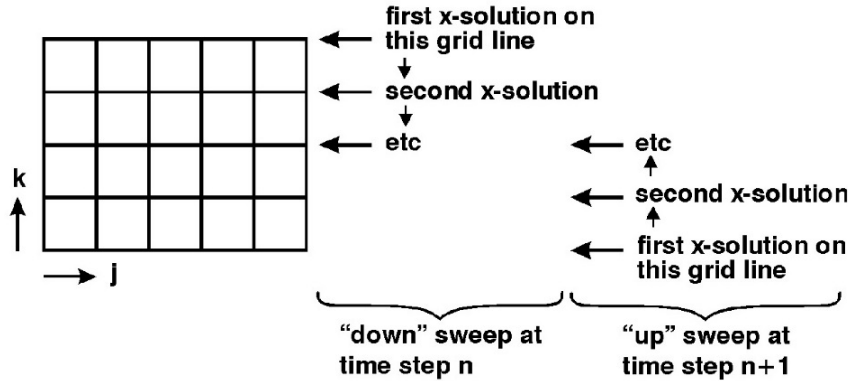 first x-solution on
this grid line
second x-solution
etc
k
j
etc
second x-solution
first x-solution on
this grid line
“down” sweep at
time step n
“up” sweep at
time step n+1